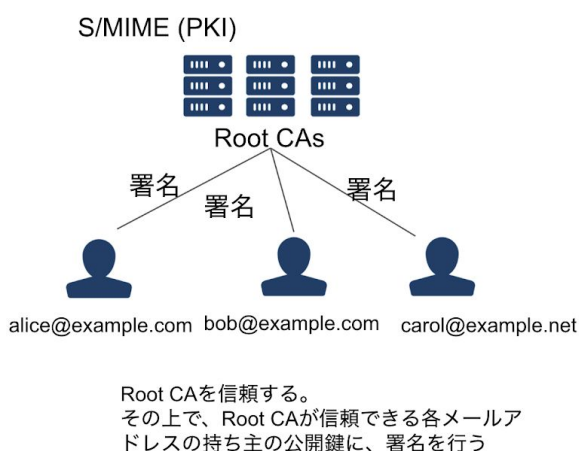 S/MIME (PKI)
Root CAs
署名
署名
署名
alice@example.com
bob@example.com
carol@example.net
Root CAを信頼する。
その上で、Root CAが信頼できる各メールア
ドレスの持ち主の公開鍵に、署名を行う